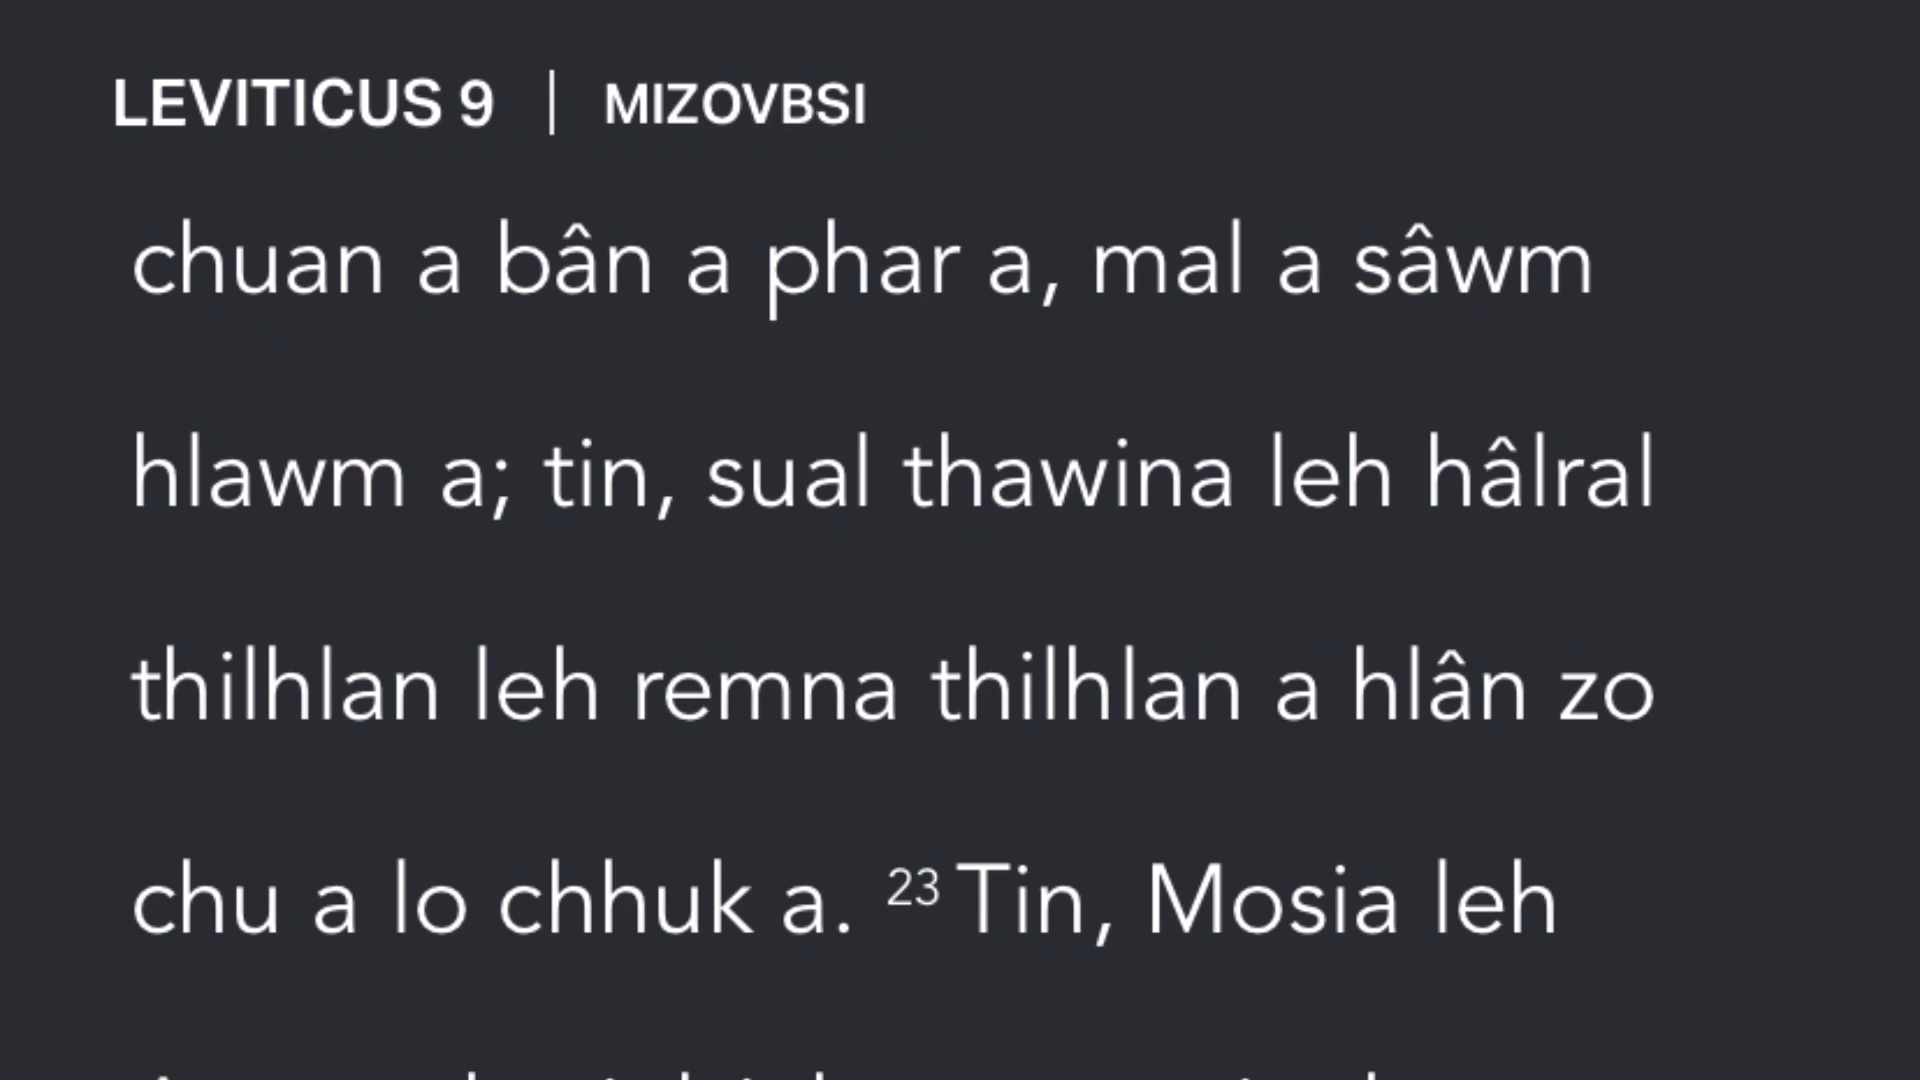 LEVITICUS 9 | MIZOVBSI
chuan a bân a phar a, mal a sâwm
hlawm a; tin, sual thawina leh hâlral
thilhlan leh remna thilhlan a hlân zo
chu a lo chhuk a. 23 Tin, Mosia leh